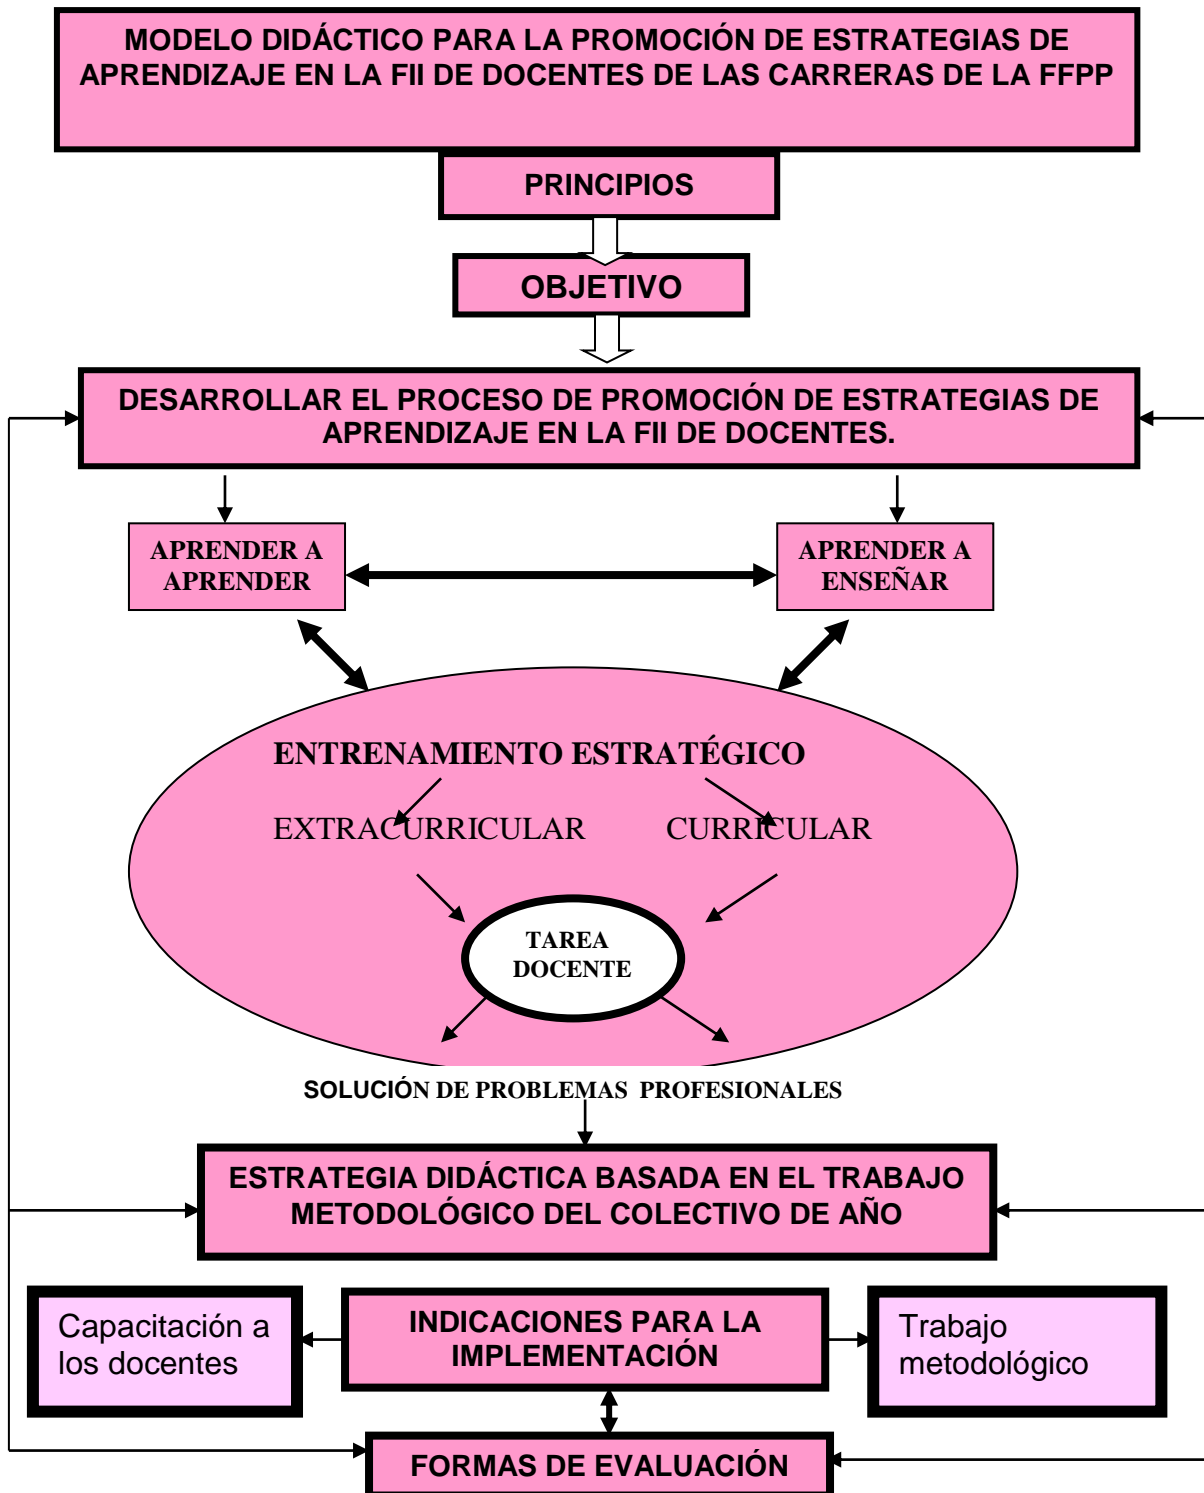 MODELO DIDÁCTICO PARA LA PROMOCIÓN DE ESTRATEGIAS DE
APRENDIZAJE EN LA FII DE DOCENTES DE LAS CARRERAS DE LA FFPP
PRINCIPIOS
OBJETIVO
DESARROLLAR EL PROCESO DE PROMOCIÓN DE ESTRATEGIAS DE
APRENDIZAJE EN LA FII DE DOCENTES.
APRENDER A
APRENDER
APRENDER A
ENSEÑAR
ENTRENAMIENTO ESTRATÉGICO
EXTRACURRICULAR CURRICULAR
TAREA
DOCENTE
SOLUCIÓN DE PROBLEMAS PROFESIONALES
ESTRATEGIA DIDÁCTICA BASADA EN EL TRABAJO
METODOLÓGICO DEL COLECTIVO DE AÑO
Capacitación a
los docentes
INDICACIONES PARA LA
IMPLEMENTACIÓN
Trabajo
metodológico
FORMAS DE EVALUACIÓN